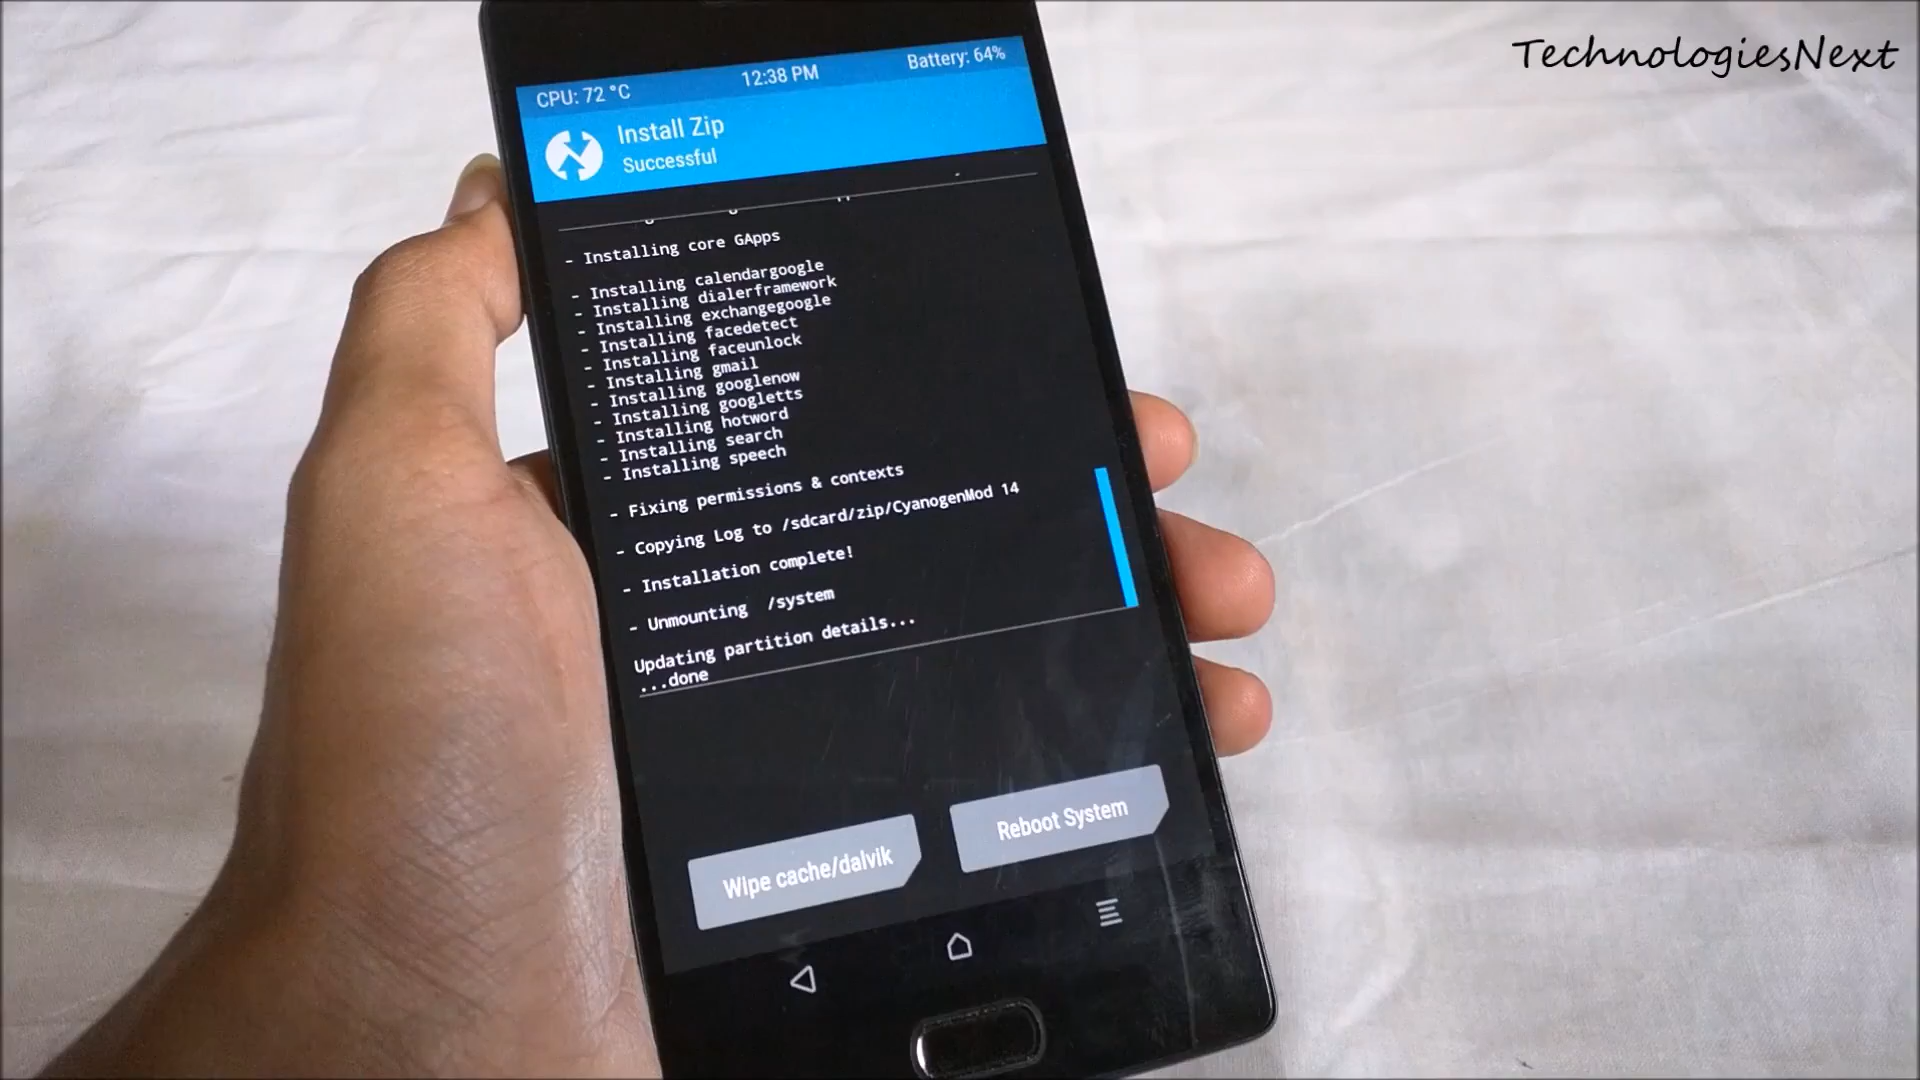 TechnologiesNext
CPU: 72 °C
12:38 PM
Battery: 64%
Install Zip
Successful
- Installing core GApps
- Installing calendargoogle
- Installing dialerframework
- Installing exchangegoogle
- Installing facedetect
- Installing faceunlock
- Installing gmail
- Installing googlenow
- Installing googletts
- Installing hotword
- Installing search
- Installing speech
- Fixing permissions & contexts
- Copying Log to /sdcard/zip/CyanogenMod 14
- Installation complete!
- Unmounting /system
Updating partition details...
...done
Wipe cache/dalvik
Reboot System